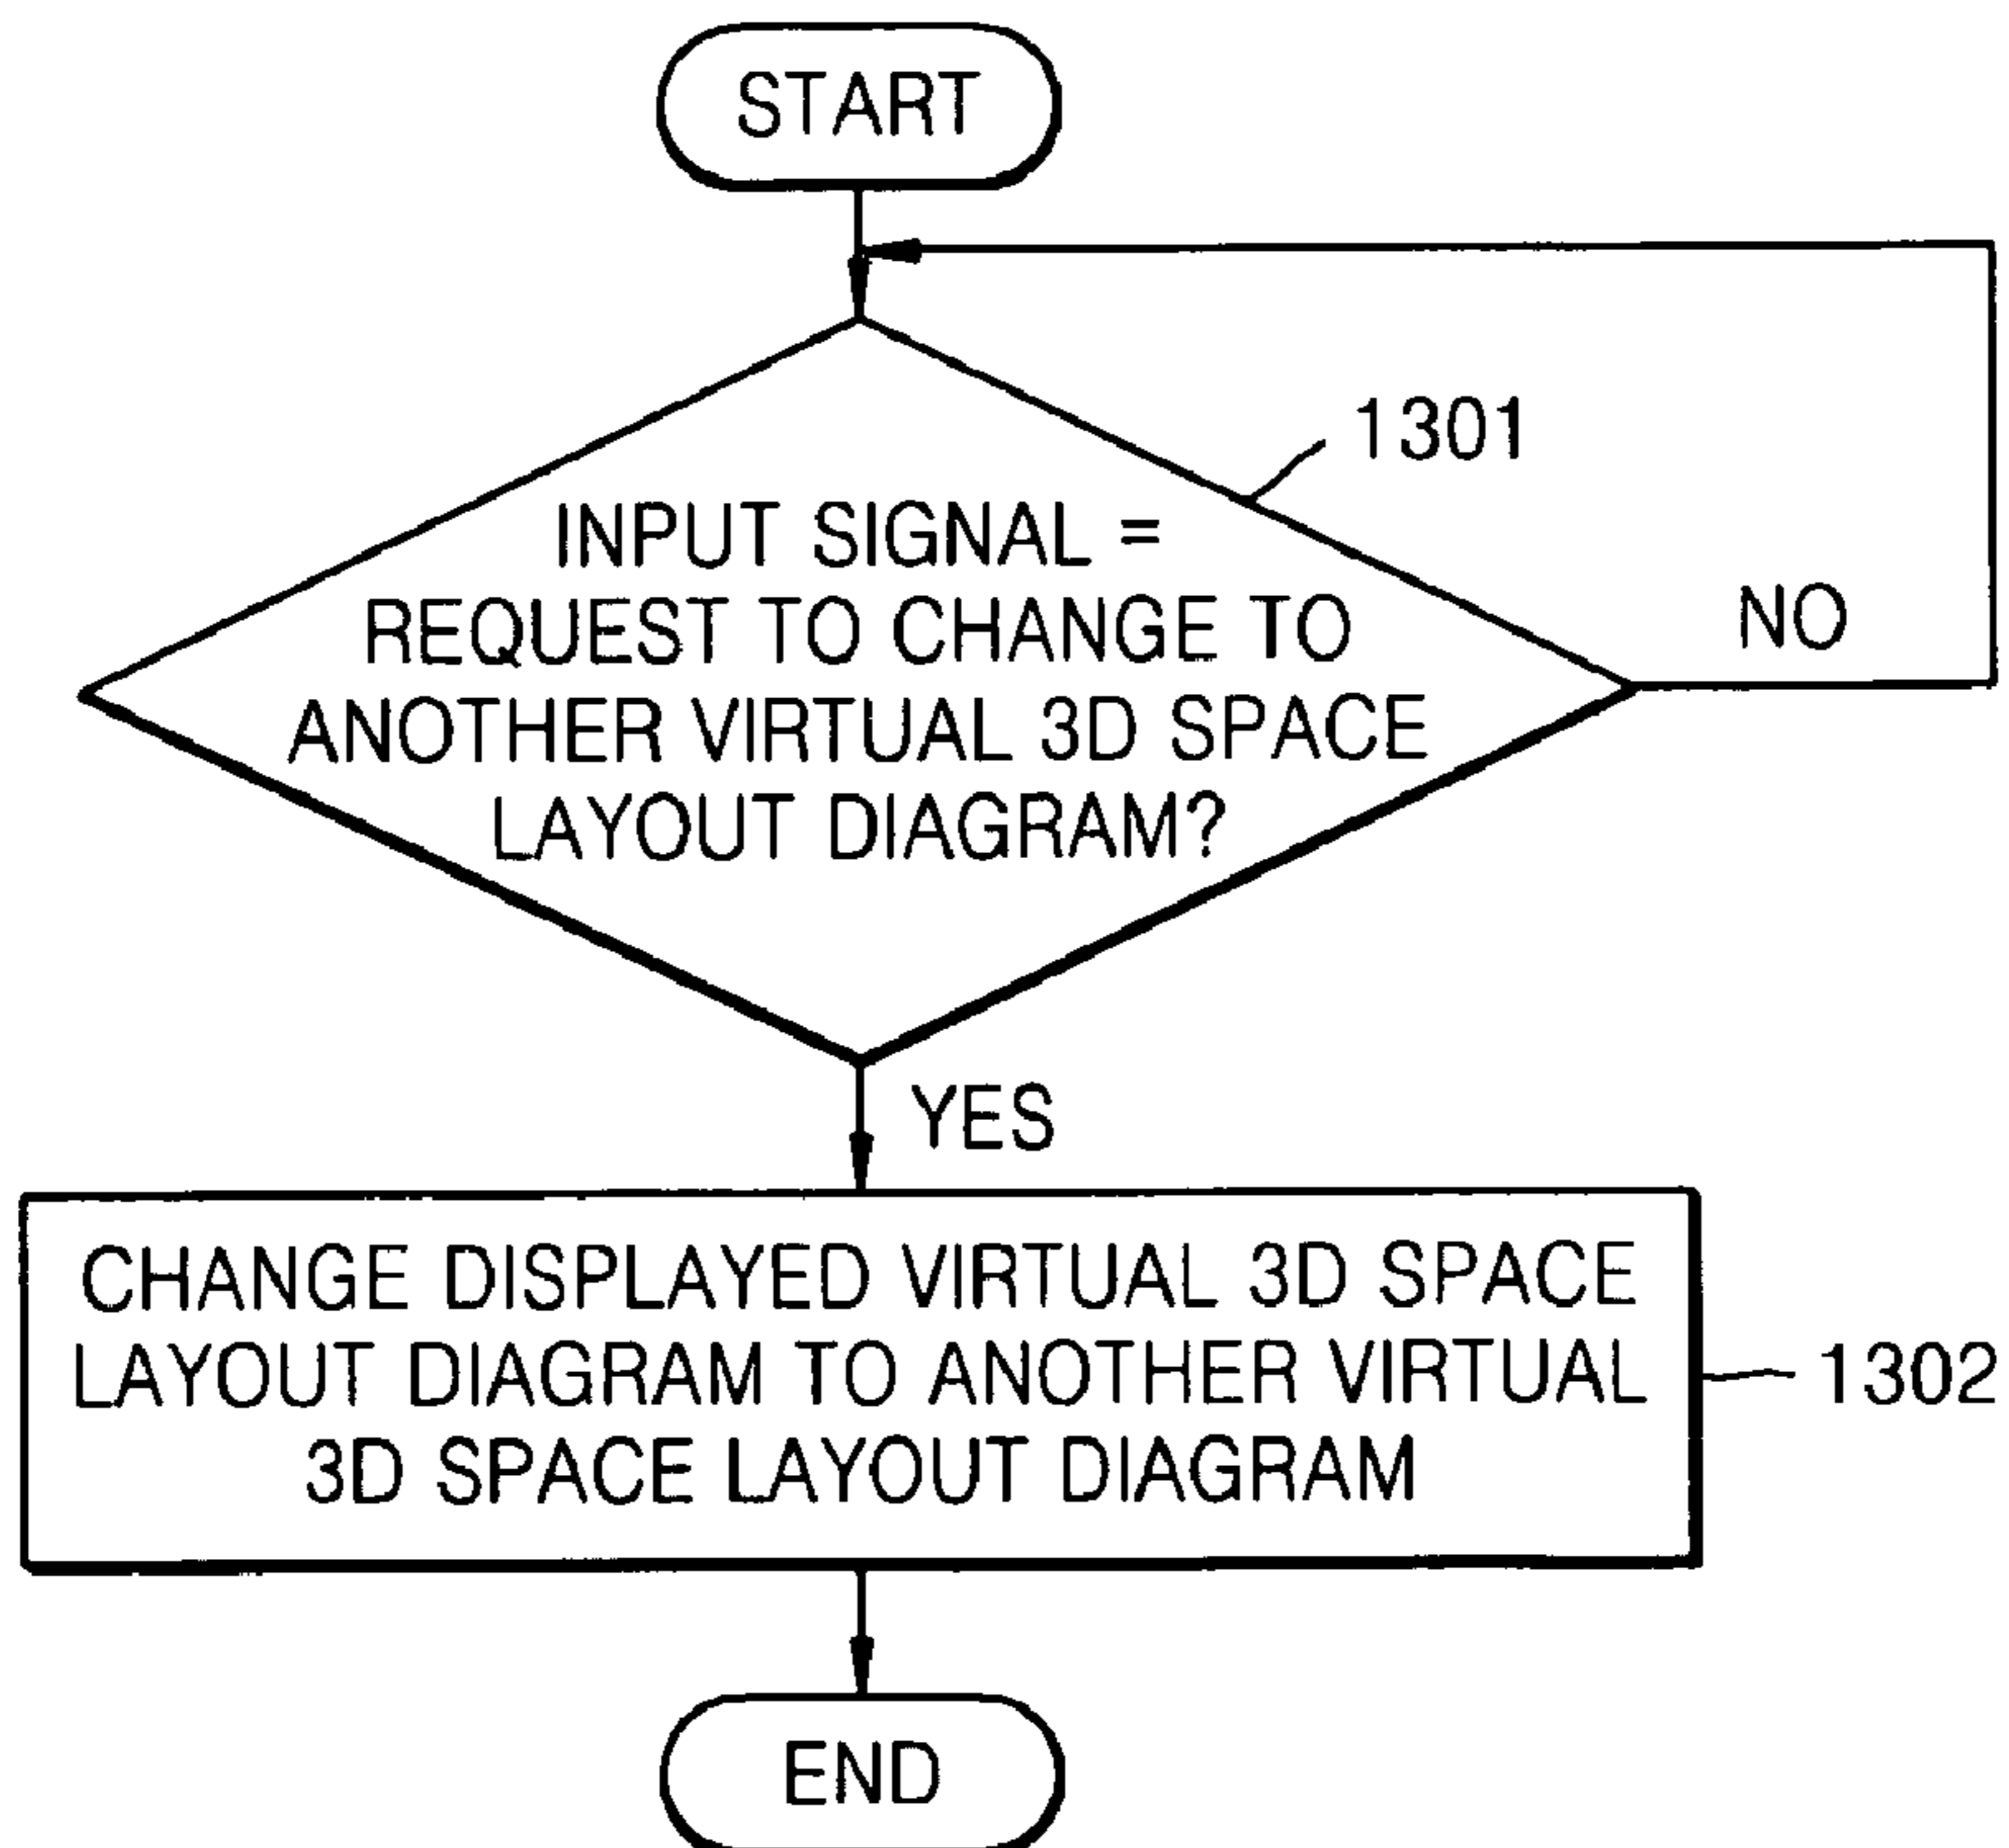 START
1301
INPUT SIGNAL =
REQUEST TO CHANGE TO
ANOTHER VIRTUAL 3D SPACE
LAYOUT DIAGRAM?
NO
YES
CHANGE DISPLAYED VIRTUAL 3D SPACE
LAYOUT DIAGRAM TO ANOTHER VIRTUAL
3D SPACE LAYOUT DIAGRAM
1302
END